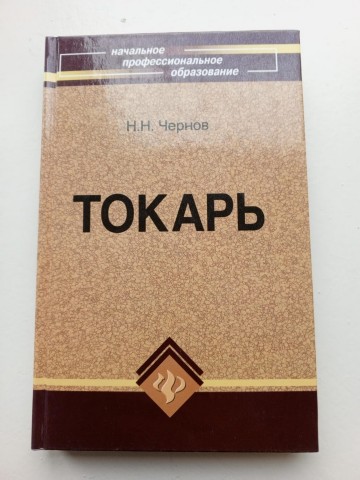 начальное
профессиональное
образование
Н.Н. Чернов
ТОКАРЬ